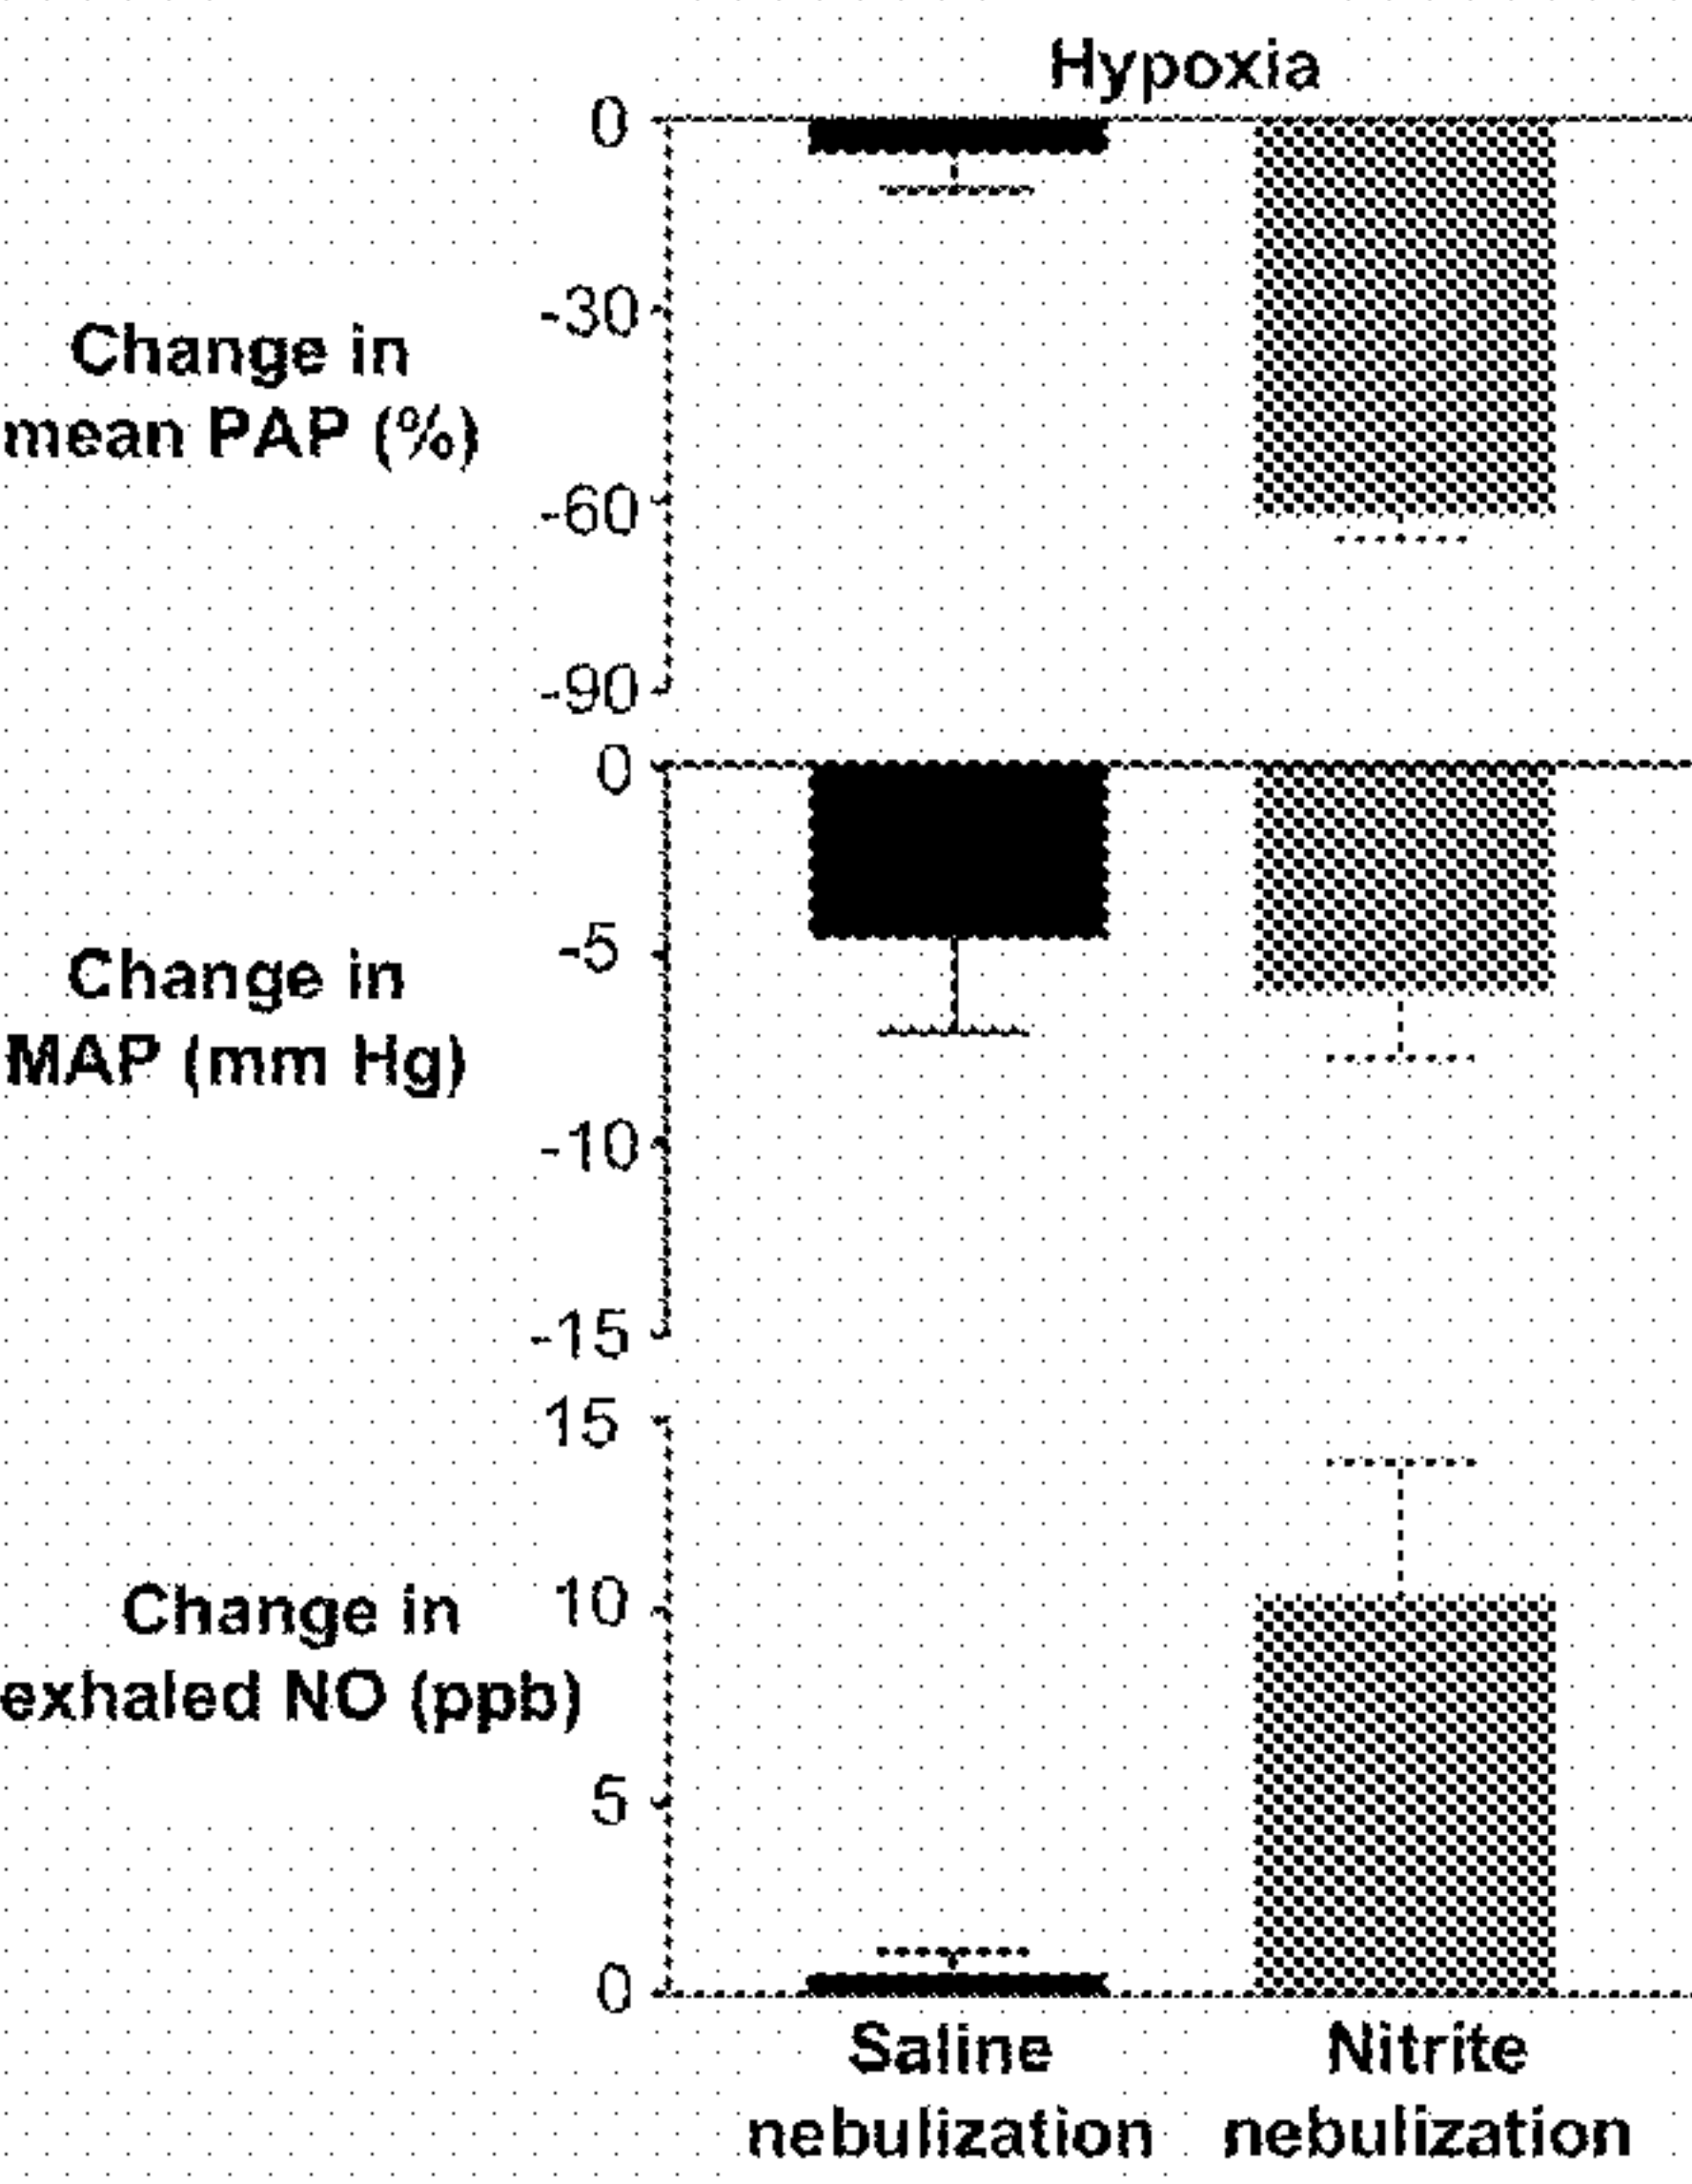 Hypoxia
0
-30
Change in
mean PAP (%)
-60
-90
0
-5
Change in
MAP (mm Hg)
-10
-15
15
10
Change in
exhaled NO (ppb)
5
0
Saline
nebulization
Nitrite
nebulization